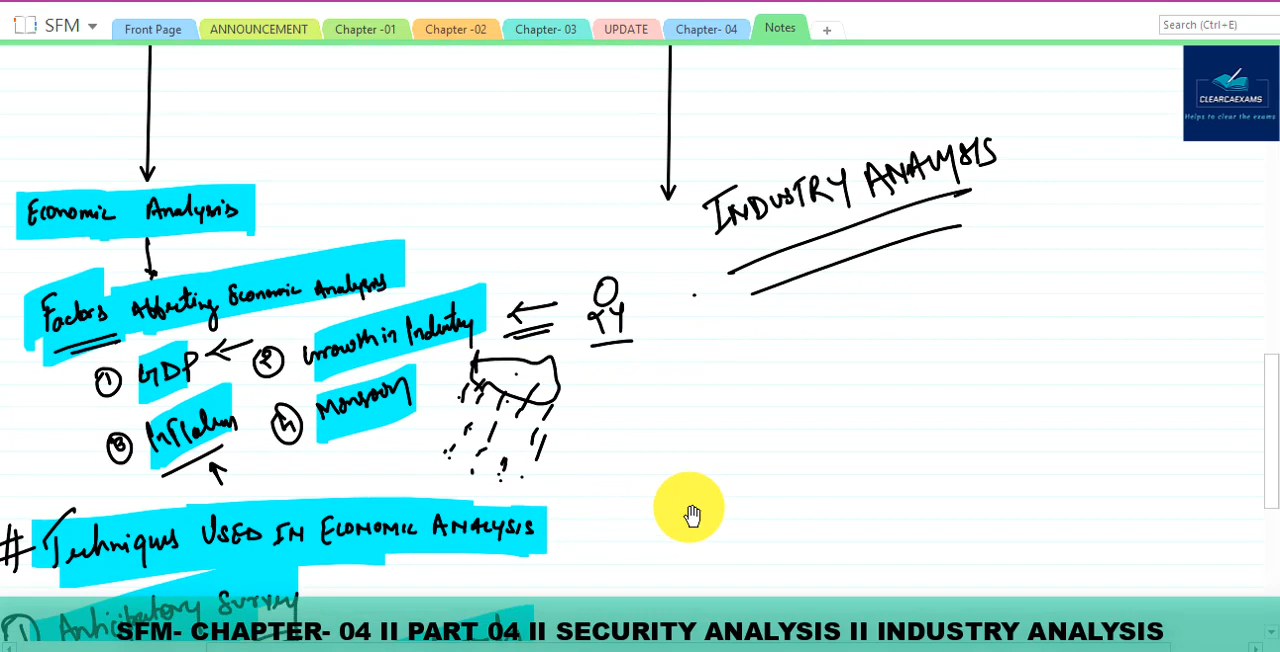 SFM
Front Page
ANNOUNCEMENT
Chapter -01
Chapter -02
Chapter- 03
UPDATE
Chapter- 04
Notes
+
Search (Ctrl+E)
CLEARCAEXAMS
Helps to clear the exams
INDUSTRY ANALYSIS
Economic Analysis
Factors Affecting Economic Analysis
① GDP
② Growth in Industry
③ Inflation
④ Monsoon
# Techniques USED IN ECONOMIC ANALYSIS
① Anticibatory Survey
SFM- CHAPTER- 04 II PART 04 II SECURITY ANALYSIS II INDUSTRY ANALYSIS